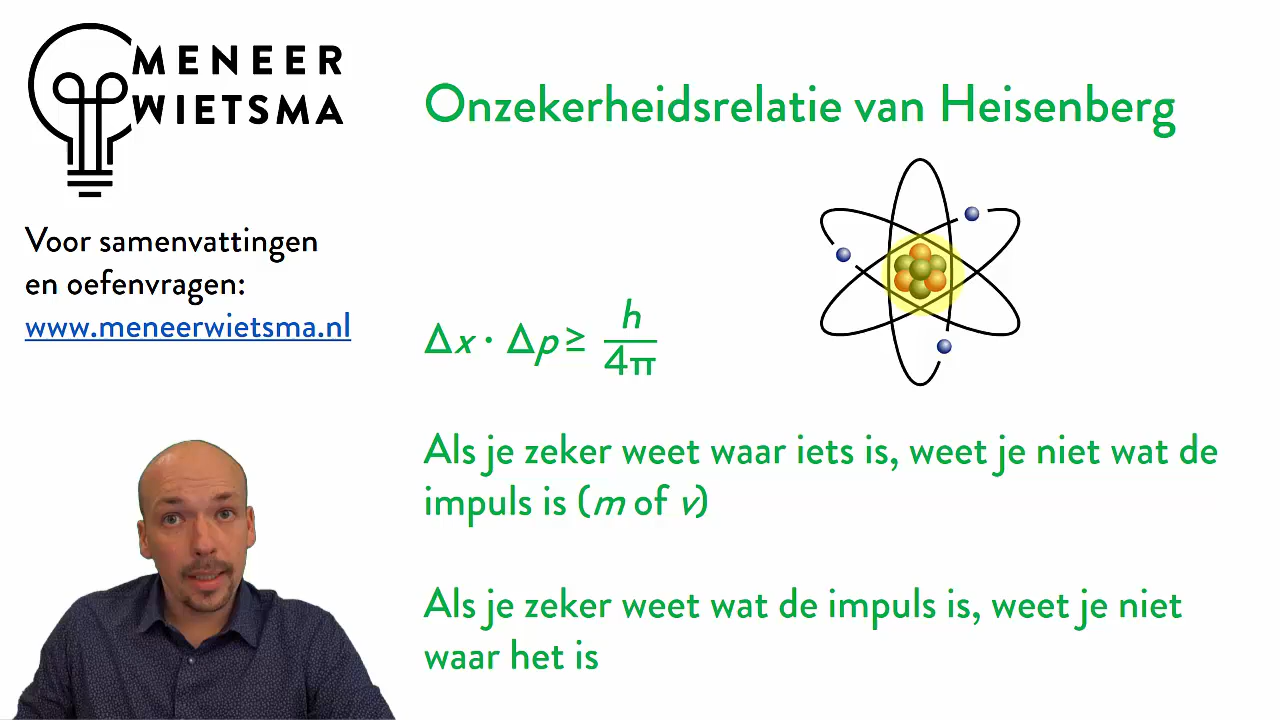 MENEER
WIETSMA
Onzekerheidsrelatie van Heisenberg
Voor samenvattingen
en oefenvragen:
www.meneerwietsma.nl
Δx · Δp ≥ h
4π
Als je zeker weet waar iets is, weet je niet wat de
impuls is (m of v)
Als je zeker weet wat de impuls is, weet je niet
waar het is